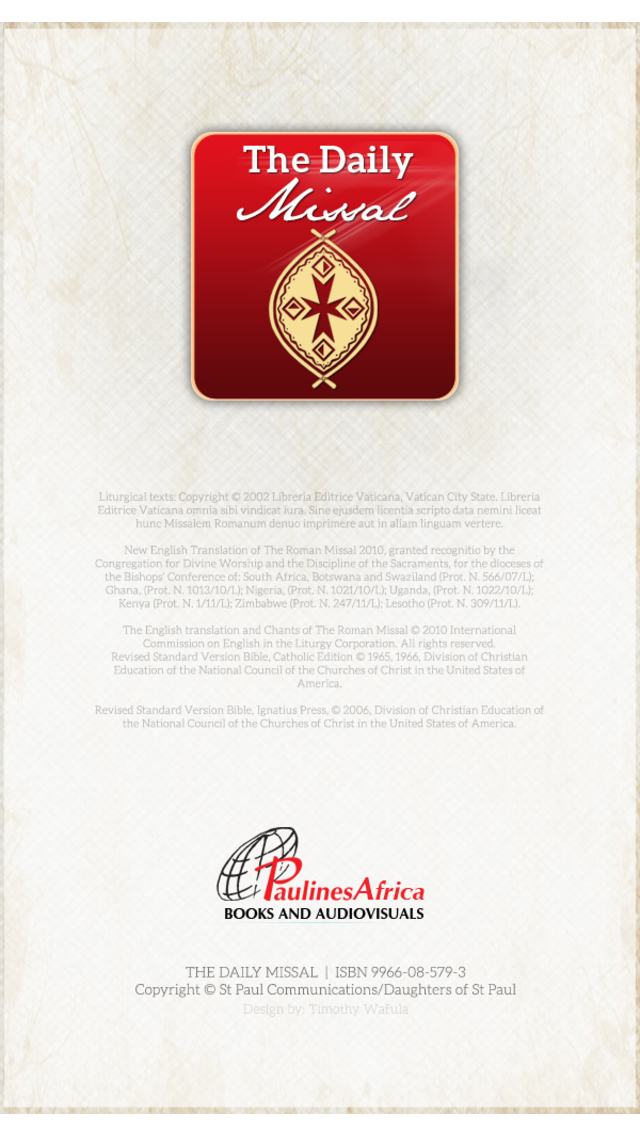 The Daily
Missal
Liturgical texts: Copyright © 2002 Libreria Editrice Vaticana, Vatican City State. Libreria
Editrice Vaticana omnia sibi vindicat iura. Sine ejusdem licentia scripto data nemini liceat
hunc Missalem Romanum denuo imprimere aut in aliam linguam vertere.
New English Translation of The Roman Missal 2010, granted recognitio by the
Congregation for Divine Worship and the Discipline of the Sacraments, for the dioceses of
the Bishops' Conference of: South Africa, Botswana and Swaziland (Prot. N. 566/07/L);
Ghana, (Prot. N. 1013/10/L); Nigeria, (Prot. N. 1021/10/L); Uganda, (Prot. N. 1022/10/L);
Kenya (Prot. N. 1/11/L); Zimbabwe (Prot. N. 247/11/L); Lesotho (Prot. N. 309/11/L).
The English translation and Chants of The Roman Missal © 2010 International
Commission on English in the Liturgy Corporation. All rights reserved.
Revised Standard Version Bible, Catholic Edition © 1965, 1966, Division of Christian
Education of the National Council of the Churches of Christ in the United States of
America.
Revised Standard Version Bible, Ignatius Press, © 2006, Division of Christian Education of
the National Council of the Churches of Christ in the United States of America.
PaulinesAfrica
BOOKS AND AUDIOVISUALS
THE DAILY MISSAL | ISBN 9966-08-579-3
Copyright © St Paul Communications/Daughters of St Paul
Design by: Timothy Wafula